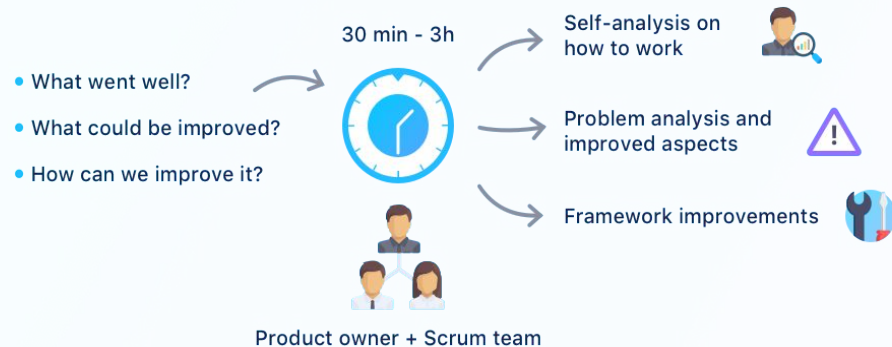 What went well?
What could be improved?
How can we improve it?
30 min - 3h
Product owner + Scrum team
Self-analysis on
how to work
Problem analysis and
improved aspects
Framework improvements